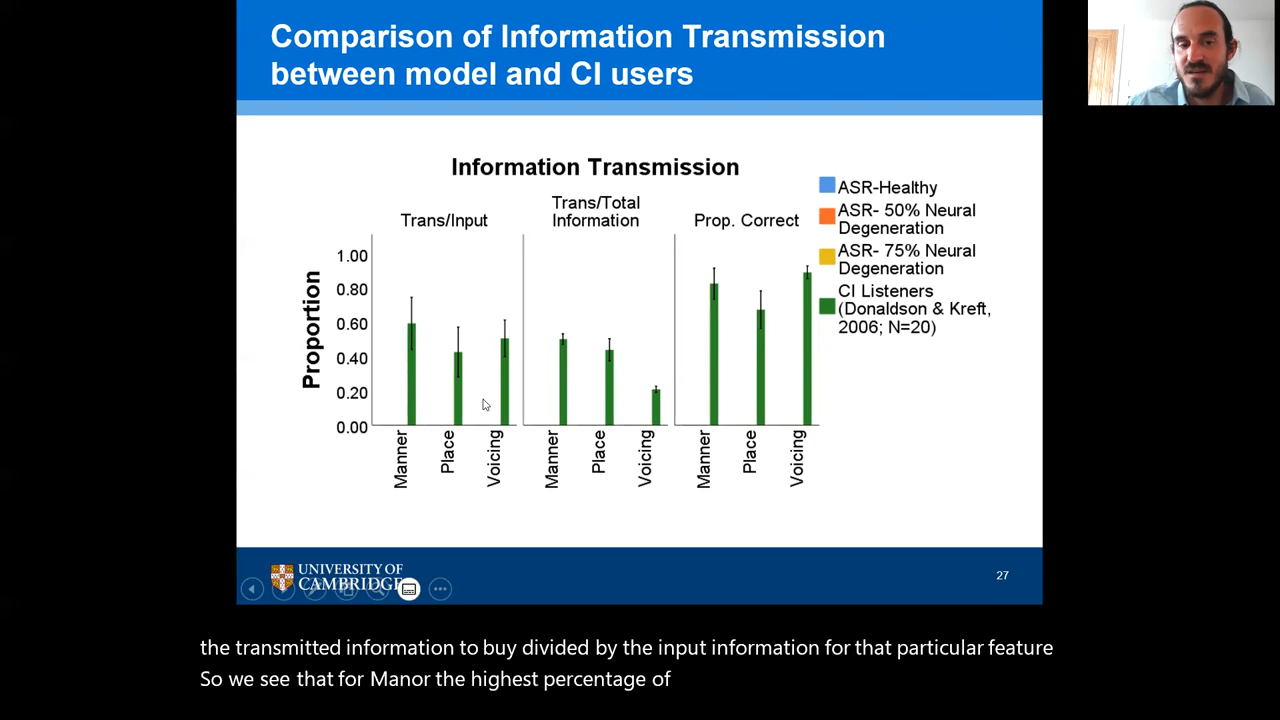 Comparison of Information Transmission
between model and CI users
Information Transmission
Trans/Input
Trans/Total
Information
Prop. Correct
Proportion
1.00
0.80
0.60
0.40
0.20
0.00
Manner
Place
Voicing
Manner
Place
Voicing
Manner
Place
Voicing
ASR-Healthy
ASR- 50% Neural
Degeneration
ASR- 75% Neural
Degeneration
CI Listeners
(Donaldson & Kreft,
2006; N=20)
UNIVERSITY OF
CAMBRIDGE
27
the transmitted information to buy divided by the input information for that particular feature
So we see that for Manor the highest percentage of